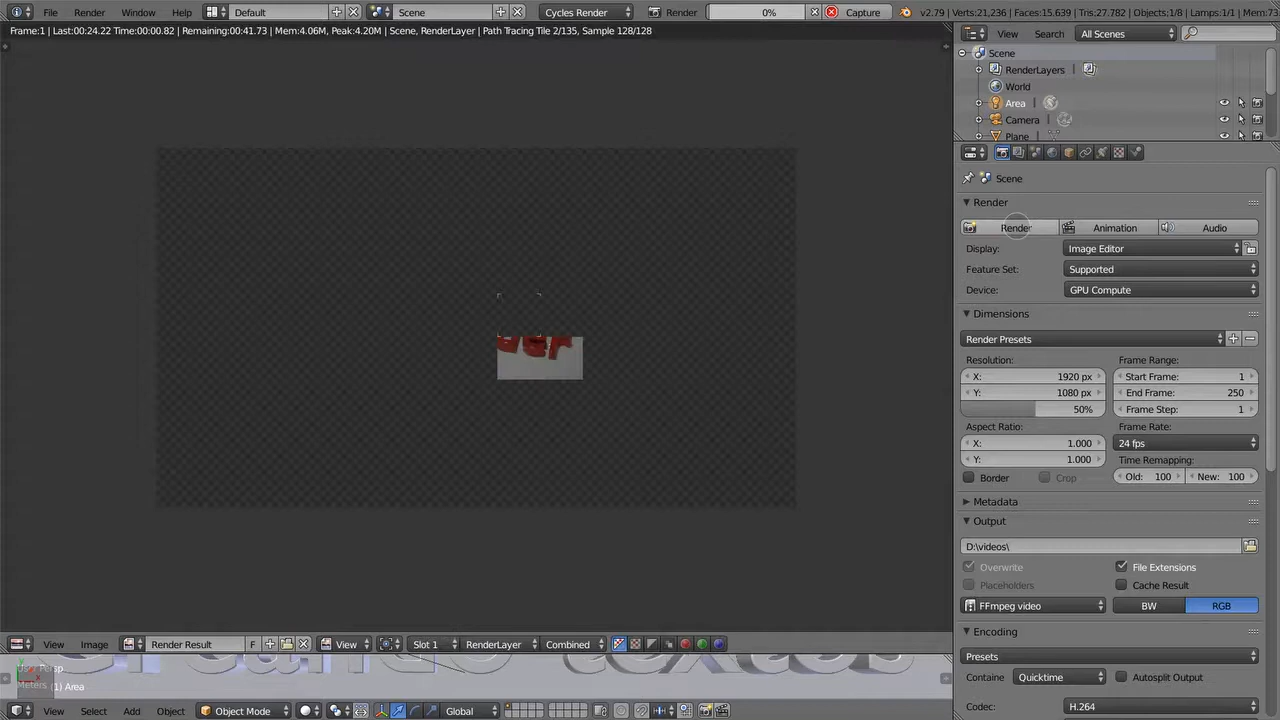 File Render Window Help Default Scene Cycles Render Render 0% Capture v2.79 | Verts:21,236 | Faces:15.639 | Tris:27.782 | Objects:1/8 | Lamps:1/1 | Mem:73
Frame:1 | Last:00:24.22 Time:00:00.82 | Remaining:00:41.73 | Mem:4.06M, Peak:4.20M | Scene, RenderLayer | Path Tracing Tile 2/135, Sample 128/128
View Search All Scenes
Scene
RenderLayers
World
Area
Camera
Plane
Scene
Render
Render Animation Audio
Display: Image Editor
Feature Set: Supported
Device: GPU Compute
Dimensions
Render Presets
Resolution: Frame Range:
X: 1920 px Start Frame: 1
Y: 1080 px End Frame: 250
50% Frame Step: 1
Aspect Ratio: Frame Rate:
X: 1.000 24 fps
Y: 1.000 Time Remapping:
Border Crop Old: 100 New: 100
Metadata
Output
D:\videos\
Overwrite File Extensions
Placeholders Cache Result
FFmpeg video BW RGB
Encoding
Presets
Containe Quicktime Autosplit Output
Codec: H.264
View Image Render Result F View Slot 1 RenderLayer Combined
Creando textos
Meters
(1) Area
View Select Add Object Object Mode Global